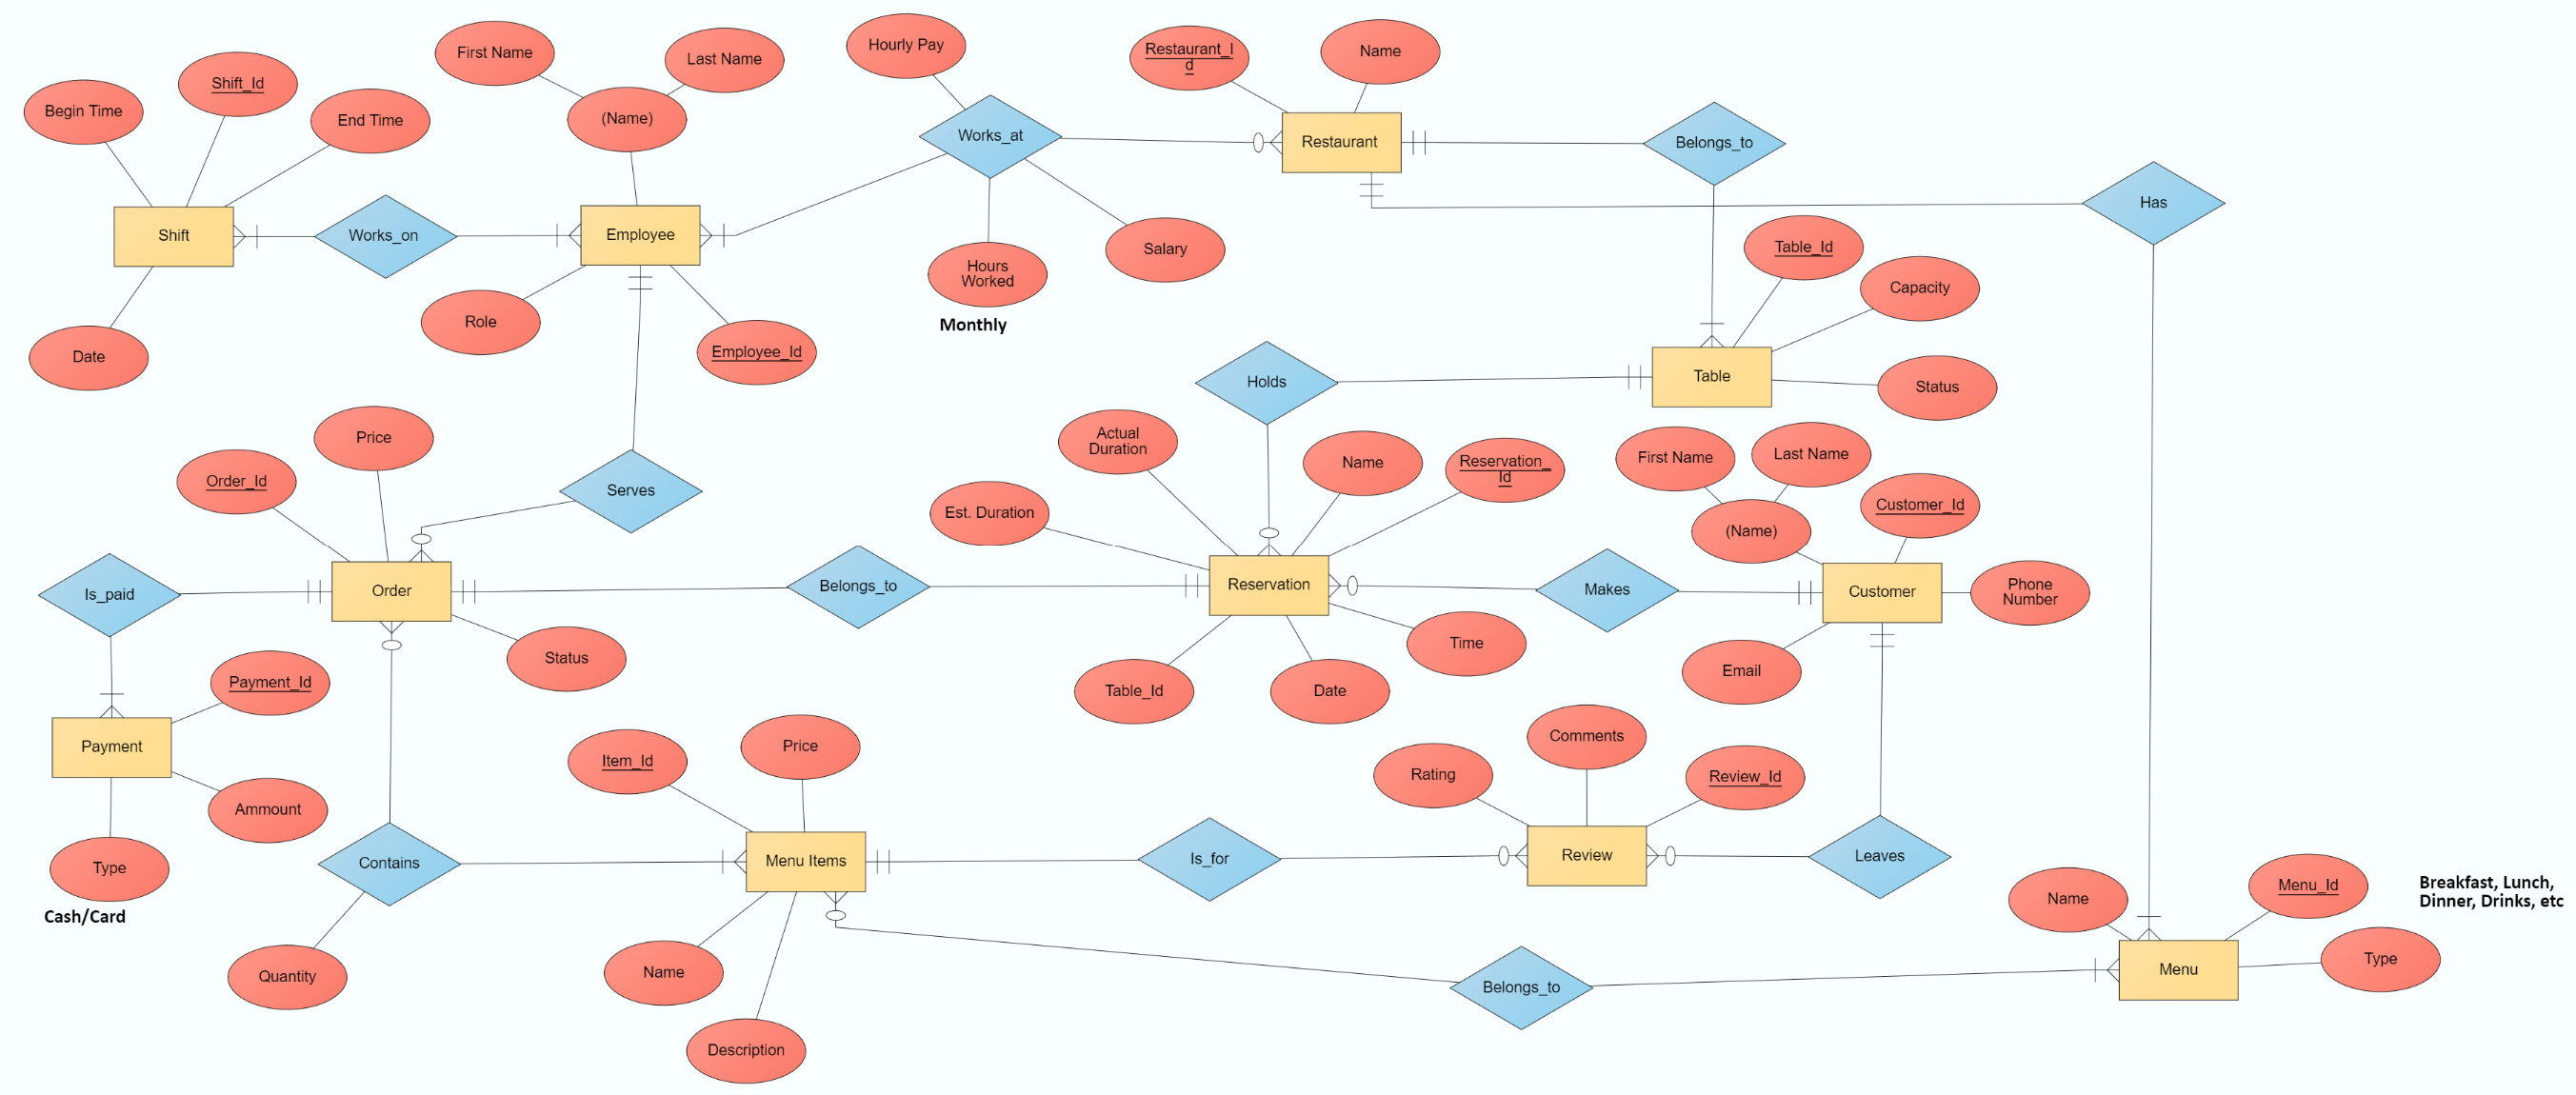 Hourly Pay
Restaurant_I
d
Name
First Name
Last Name
Shift_Id
Begin Time
End Time
(Name)
Works_at
Restaurant
Belongs_to
Has
Shift
Works_on
Employee
Salary
Hours
Worked
Monthly
Table_Id
Capacity
Role
Employee_Id
Date
Holds
Table
Status
Price
Order_Id
Serves
Actual
Duration
Name
Reservation_
Id
Est. Duration
First Name
Last Name
Customer_Id
(Name)
Is_paid
Order
Belongs_to
Reservation
Makes
Customer
Phone
Number
Status
Time
Email
Table_Id
Date
Payment_Id
Payment
Ammount
Type
Cash/Card
Item_Id
Price
Rating
Comments
Review_Id
Contains
Menu Items
Is_for
Review
Leaves
Quantity
Name
Description
Belongs_to
Name
Menu_Id
Breakfast, Lunch,
Dinner, Drinks, etc
Menu
Type